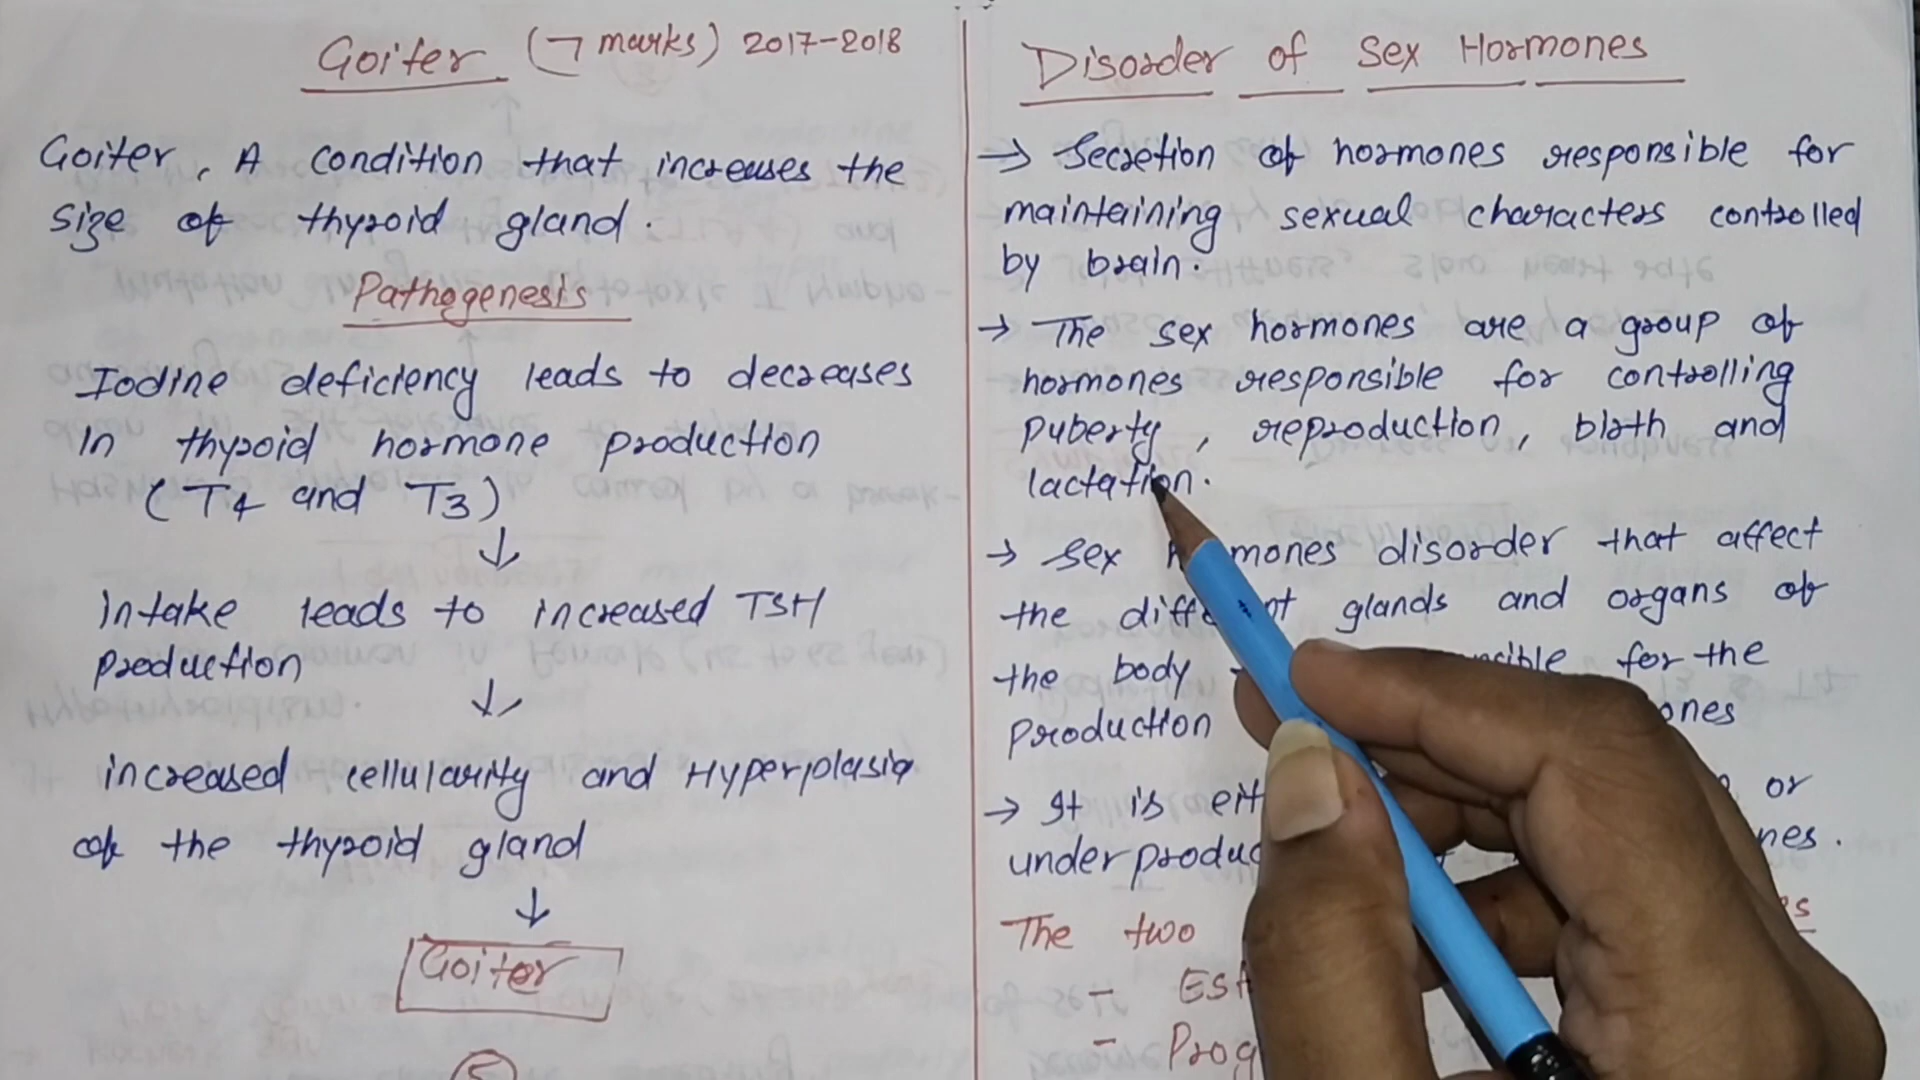 Goiter (7 marks) 2017-2018
Goiter, A condition that increases the
size of thyroid gland.
Pathogenesis
Iodine deficiency leads to decreases
in thyroid hormone production
(T4 and T3)
↓
intake leads to increased TSH
production
↓
increased cellularity and Hyperplasia
of the thyroid gland
↓
Goiter
5
Disorder of Sex Hormones
→ Secretion of hormones responsible for
maintaining sexual characters controlled
by brain.
→ The sex hormones are a group of
hormones responsible for controlling
puberty, reproduction, birth and
lactation.
→ Sex mones disorder that affect
the different glands and organs of
the body for the
production ones
→ It is or
underproduc nes.
The two
-
- Prog